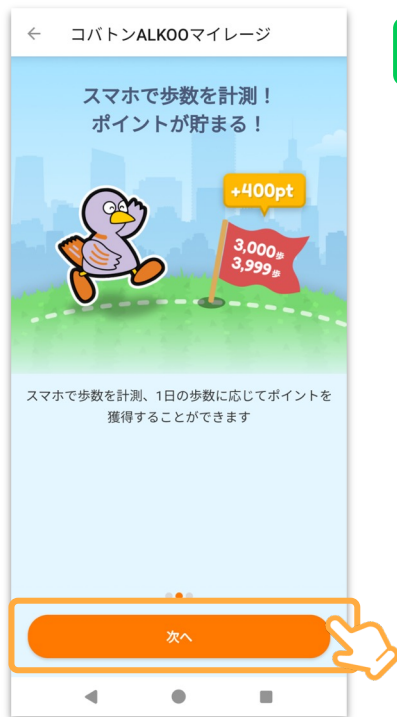 コバトンALKOOマイレージ
スマホで歩数を計測！
ポイントが貯まる！
+400pt
3,000歩
3,999歩
スマホで歩数を計測、1日の歩数に応じてポイントを
獲得することができます
次へ